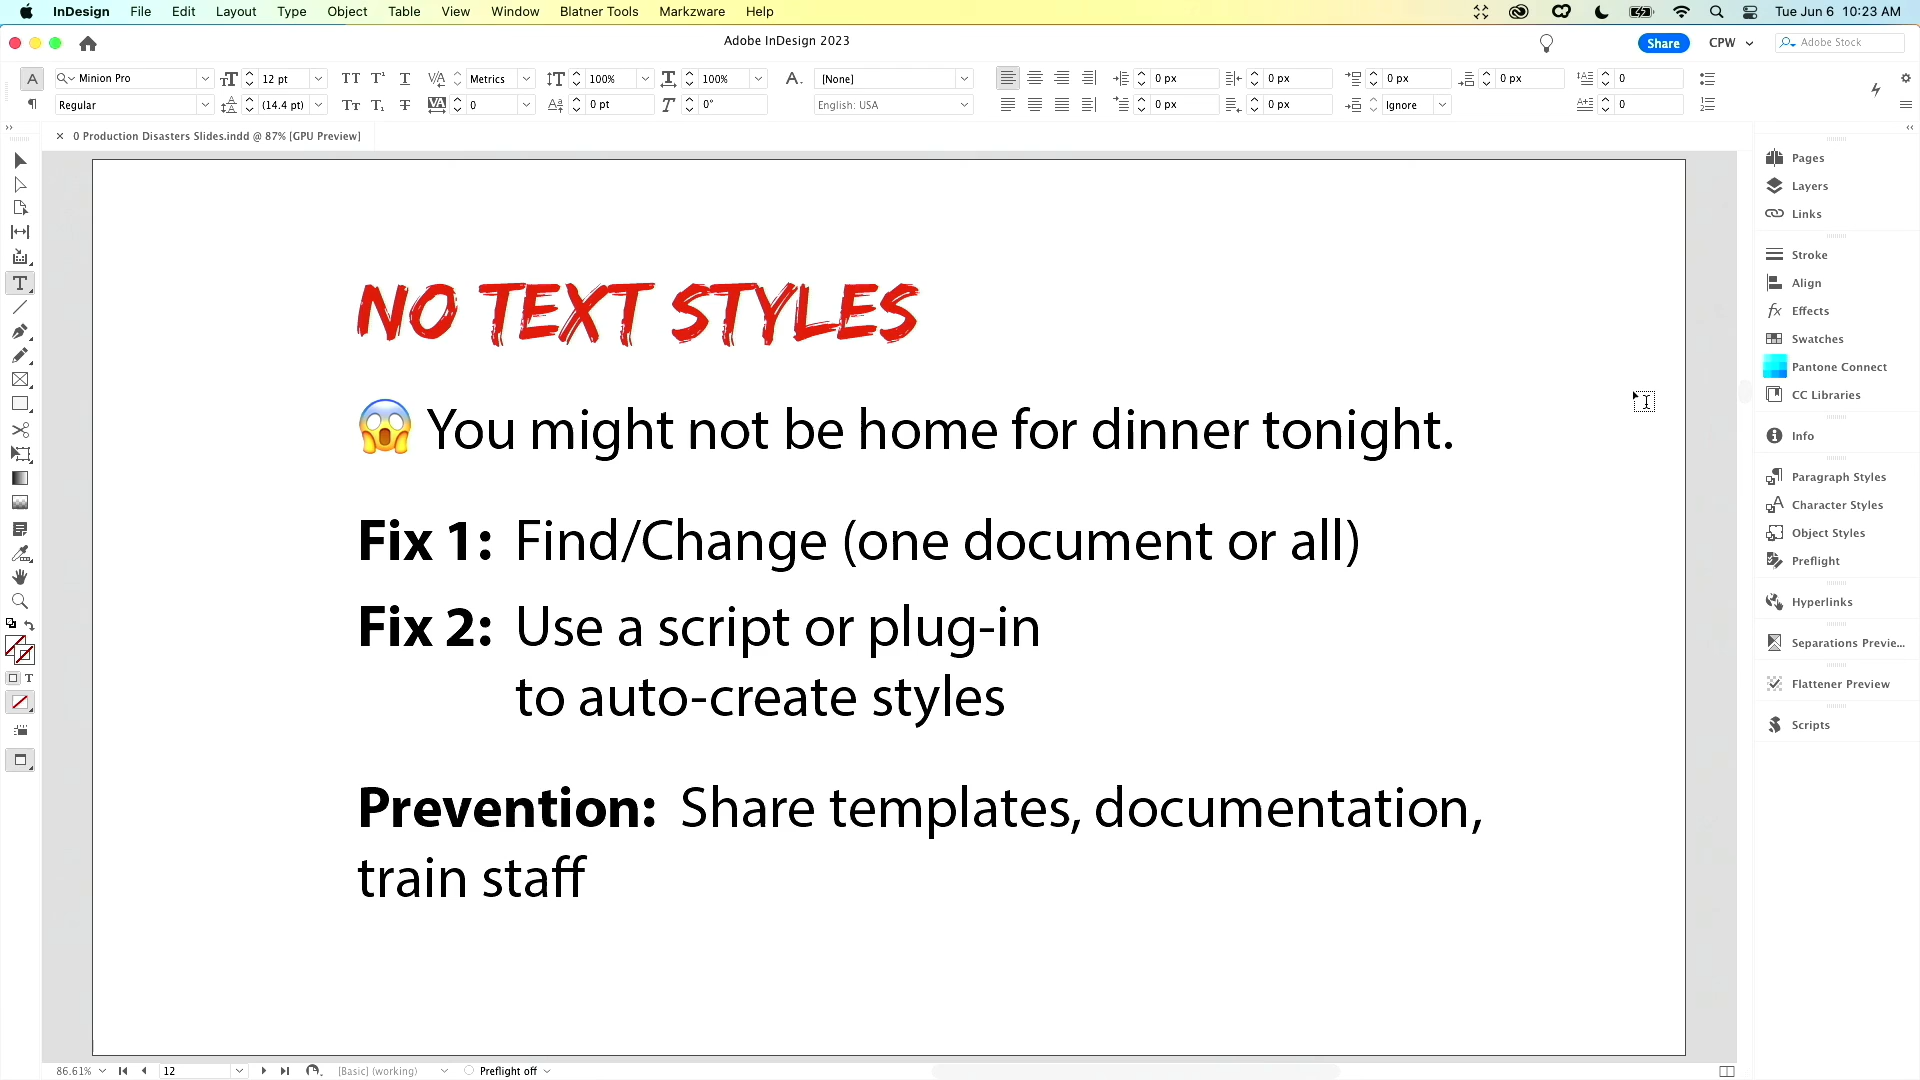 InDesign File Edit Layout Type Object Table View Window Blatner Tools Markzware Help Tue Jun 6 10:23 AM
Adobe InDesign 2023 Share CPW Adobe Stock
A Minion Pro 12 pt Metrics 100% 100% A. [None] 0 px 0 px 0 px 0 px 0
Regular (14.4 pt) 0 0 pt 0° English: USA 0 px 0 px Ignore 0
0 Production Disasters Slides.indd @ 87% [GPU Preview]
Pages
Layers
Links
Stroke
Align
Effects
Swatches
Pantone Connect
CC Libraries
Info
Paragraph Styles
Character Styles
Object Styles
Preflight
Hyperlinks
Separations Previe...
Flattener Preview
Scripts
NO TEXT STYLES
😱 You might not be home for dinner tonight.
Fix 1: Find/Change (one document or all)
Fix 2: Use a script or plug-in
to auto-create styles
Prevention: Share templates, documentation,
train staff
86.61% 12 [Basic] (working) Preflight off